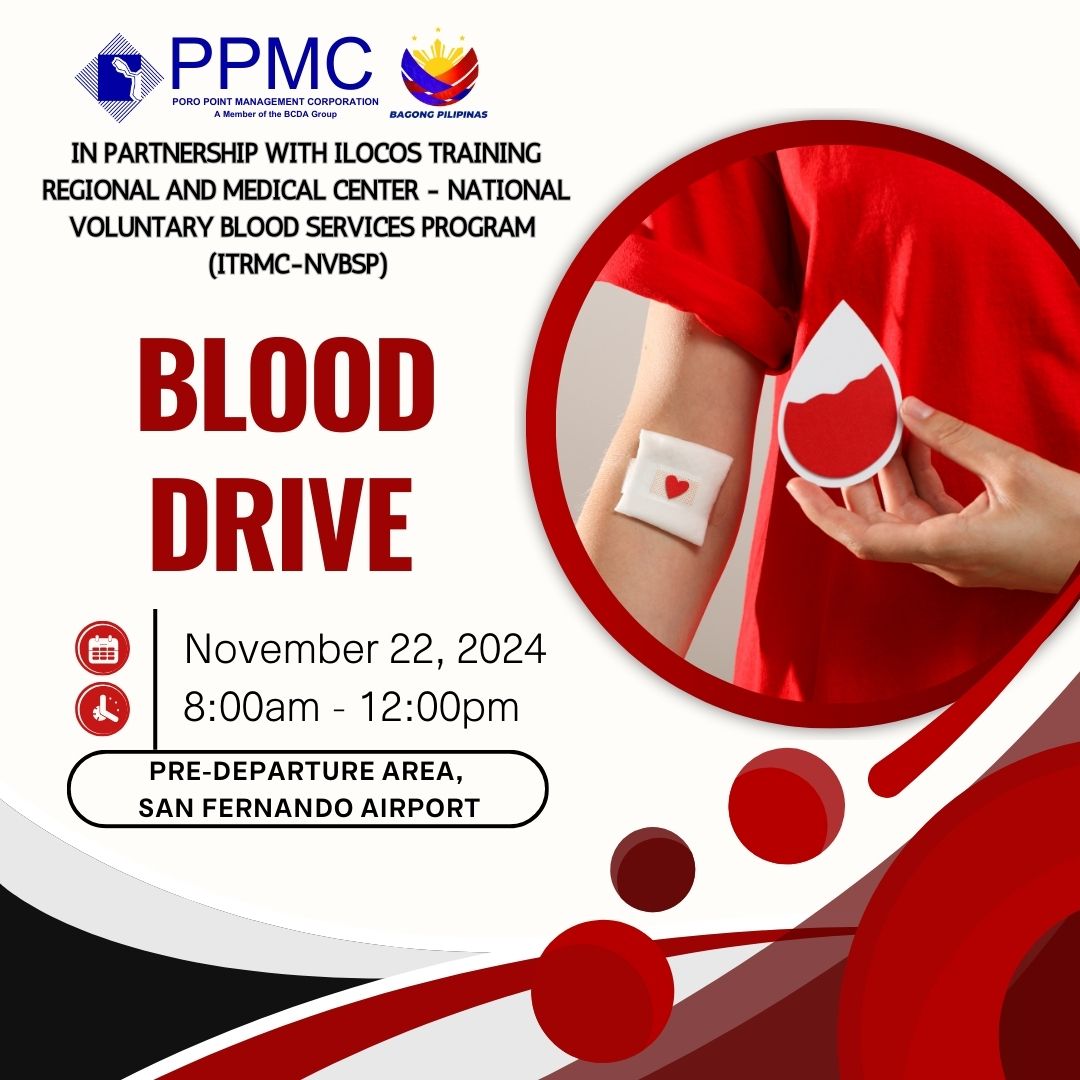 PPMC
PORO POINT MANAGEMENT CORPORATION
A Member of the BCDA Group
BAGONG PILIPINAS
IN PARTNERSHIP WITH ILOCOS TRAINING
REGIONAL AND MEDICAL CENTER - NATIONAL
VOLUNTARY BLOOD SERVICES PROGRAM
(ITRMC-NVBSP)
BLOOD
DRIVE
November 22, 2024
8:00am - 12:00pm
PRE-DEPARTURE AREA,
SAN FERNANDO AIRPORT